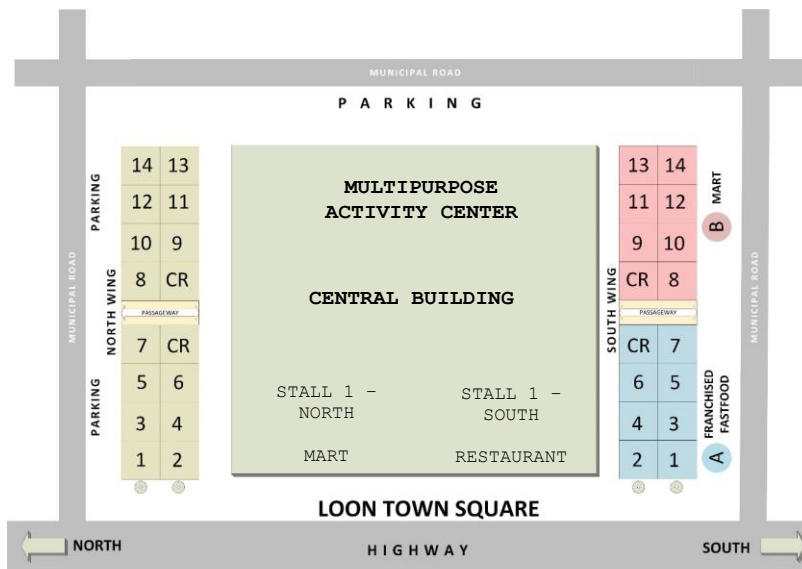 MUNICIPAL ROAD
PARKING
MUNICIPAL ROAD
PARKING
NORTH WING
PARKING
14 13
12 11
10 9
8 CR
PASSAGEWAY
7 CR
5 6
3 4
1 2
MULTIPURPOSE
ACTIVITY CENTER
CENTRAL BUILDING
STALL 1 –
NORTH
MART
STALL 1 –
SOUTH
RESTAURANT
SOUTH WING
13 14
11 12
9 10
CR 8
PASSAGEWAY
CR 7
6 5
4 3
2 1
MART
B
FRANCHISED
FASTFOOD
A
MUNICIPAL ROAD
LOON TOWN SQUARE
NORTH
HIGHWAY
SOUTH